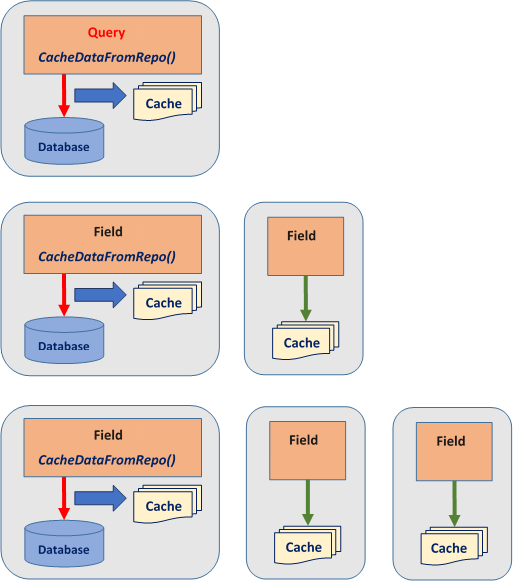 Query
CacheDataFromRepo()
Cache
Database
Field
CacheDataFromRepo()
Cache
Database
Field
Cache
Field
CacheDataFromRepo()
Cache
Database
Field
Cache
Field
Cache